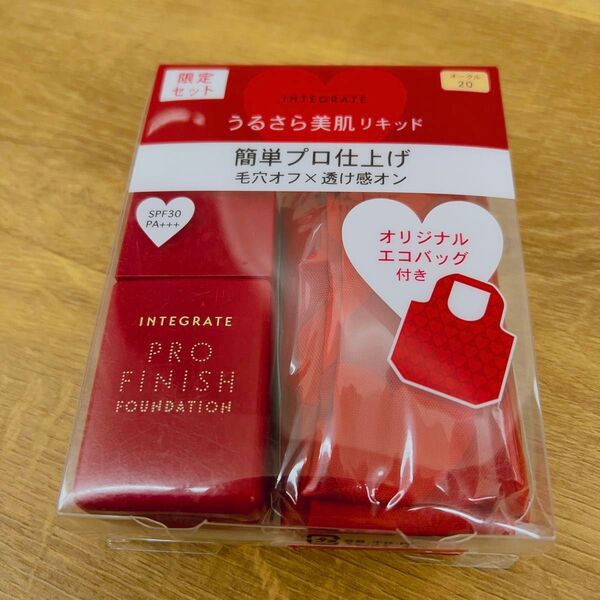 限定
セット
オークル
20
INTEGRATE
うるさら美肌リキッド
簡単プロ仕上げ
毛穴オフ×透け感オン
SPF30
PA+++
オリジナル
エコバッグ
付き
INTEGRATE
PRO
FINISH
FOUNDATION